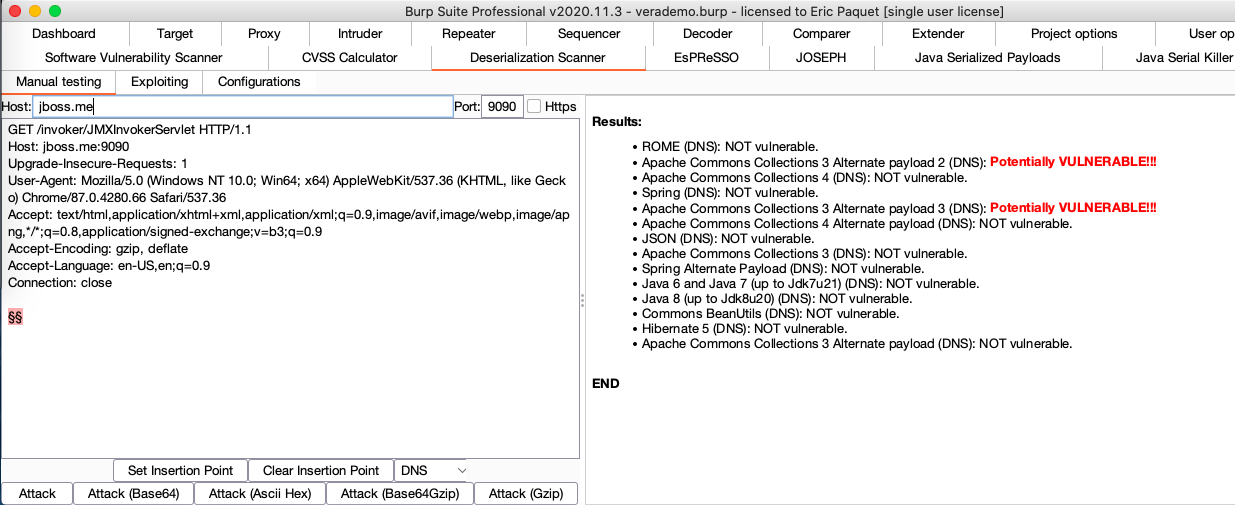 Burp Suite Professional v2020.11.3 - verademo.burp - licensed to Eric Paquet [single user license]
Dashboard Target Proxy Intruder Repeater Sequencer Decoder Comparer Extender Project options User op
Software Vulnerability Scanner CVSS Calculator Deserialization Scanner EsPReSSO JOSEPH Java Serialized Payloads Java Serial Killer
Manual testing Exploiting Configurations
Host: jboss.me Port: 9090 Https
GET /invoker/JMXInvokerServlet HTTP/1.1
Host: jboss.me:9090
Upgrade-Insecure-Requests: 1
User-Agent: Mozilla/5.0 (Windows NT 10.0; Win64; x64) AppleWebKit/537.36 (KHTML, like Geck
o) Chrome/87.0.4280.66 Safari/537.36
Accept: text/html,application/xhtml+xml,application/xml;q=0.9,image/avif,image/webp,image/ap
ng,*/*;q=0.8,application/signed-exchange;v=b3;q=0.9
Accept-Encoding: gzip, deflate
Accept-Language: en-US,en;q=0.9
Connection: close
§§
Set Insertion Point Clear Insertion Point DNS
Attack Attack (Base64) Attack (Ascii Hex) Attack (Base64Gzip) Attack (Gzip)
Results:
• ROME (DNS): NOT vulnerable.
• Apache Commons Collections 3 Alternate payload 2 (DNS): Potentially VULNERABLE!!!
• Apache Commons Collections 4 (DNS): NOT vulnerable.
• Spring (DNS): NOT vulnerable.
• Apache Commons Collections 3 Alternate payload 3 (DNS): Potentially VULNERABLE!!!
• Apache Commons Collections 4 Alternate payload (DNS): NOT vulnerable.
• JSON (DNS): NOT vulnerable.
• Apache Commons Collections 3 (DNS): NOT vulnerable.
• Spring Alternate Payload (DNS): NOT vulnerable.
• Java 6 and Java 7 (up to Jdk7u21) (DNS): NOT vulnerable.
• Java 8 (up to Jdk8u20) (DNS): NOT vulnerable.
• Commons BeanUtils (DNS): NOT vulnerable.
• Hibernate 5 (DNS): NOT vulnerable.
• Apache Commons Collections 3 Alternate payload (DNS): NOT vulnerable.
END